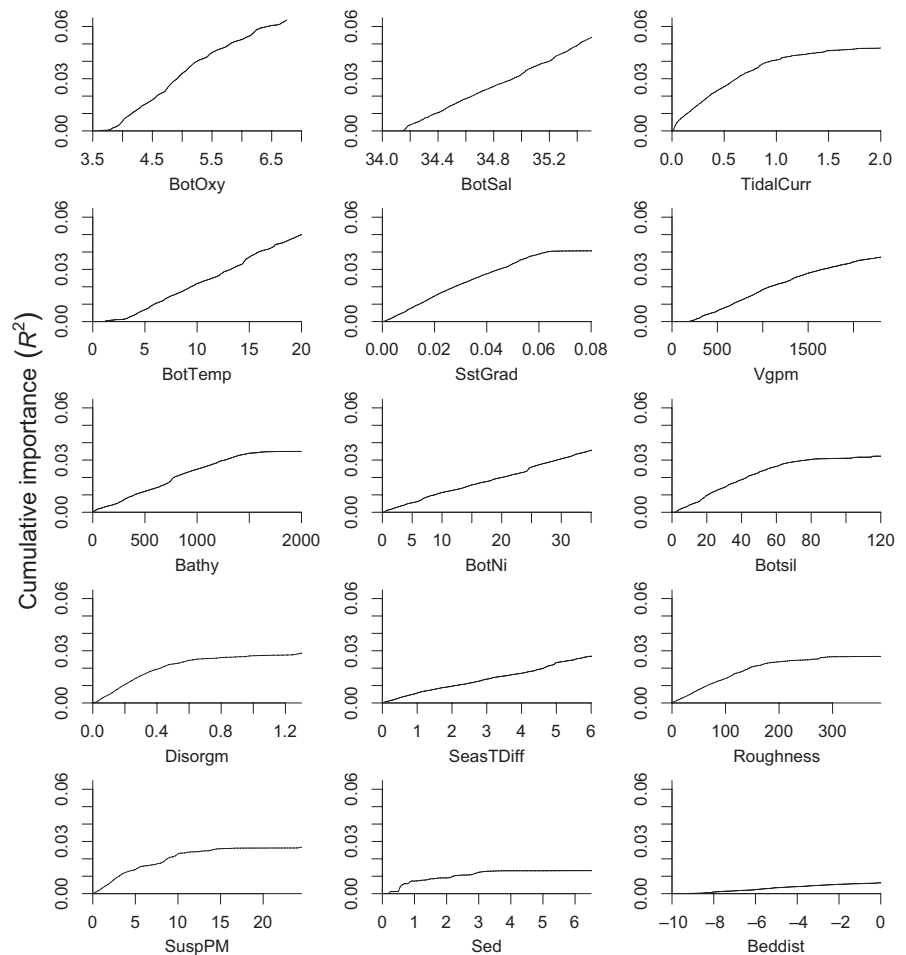 Cumulative importance (R²)
0.00 0.03 0.06
3.5 4.5 5.5 6.5
BotOxy
0.00 0.03 0.06
34.0 34.4 34.8 35.2
BotSal
0.00 0.03 0.06
0.0 0.5 1.0 1.5 2.0
TidalCurr
0.00 0.03 0.06
0 5 10 15 20
BotTemp
0.00 0.03 0.06
0.00 0.02 0.04 0.06 0.08
SstGrad
0.00 0.03 0.06
0 500 1500
Vgpm
0.00 0.03 0.06
0 500 1000 2000
Bathy
0.00 0.03 0.06
0 5 10 20 30
BotNi
0.00 0.03 0.06
0 20 40 60 80 120
Botsil
0.00 0.03 0.06
0.0 0.4 0.8 1.2
Disorgm
0.00 0.03 0.06
0 1 2 3 4 5 6
SeasTDiff
0.00 0.03 0.06
0 100 200 300
Roughness
0.00 0.03 0.06
0 5 10 15 20
SuspPM
0.00 0.03 0.06
0 1 2 3 4 5 6
Sed
0.00 0.03 0.06
–10 –8 –6 –4 –2 0
Beddist